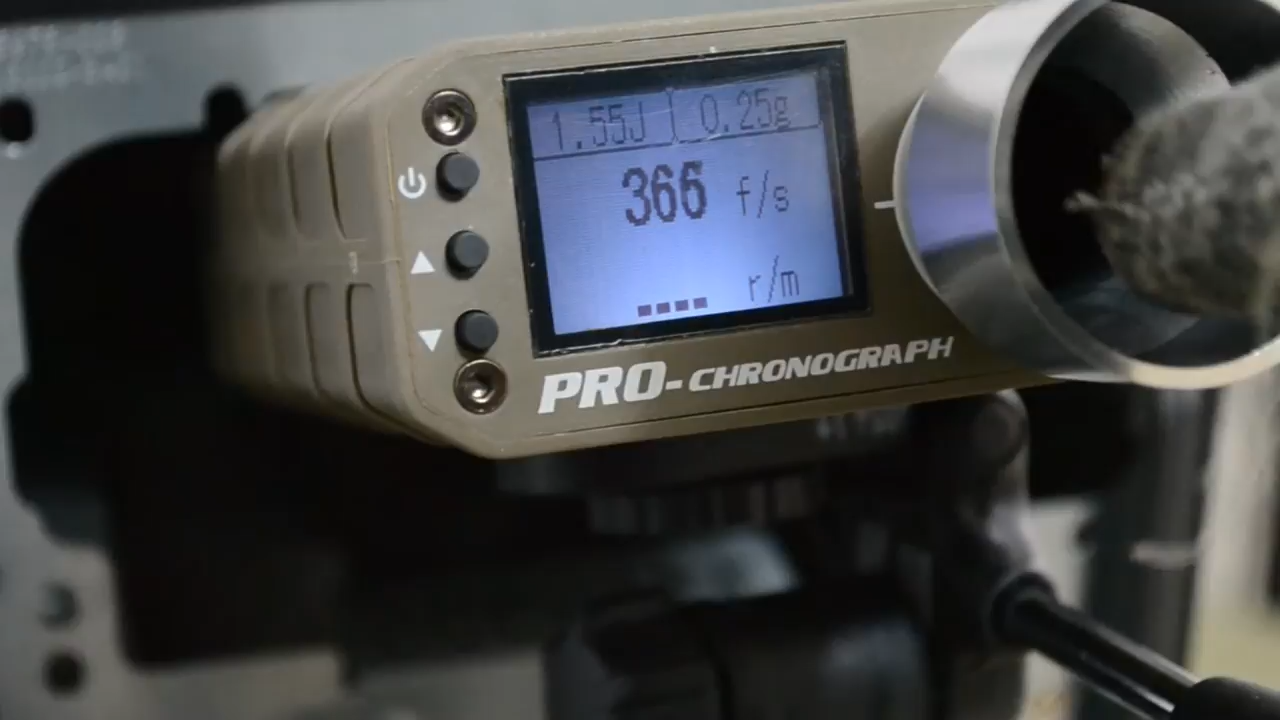 1.55J 0.25g
366 f/s
---- r/m
PRO-CHRONOGRAPH